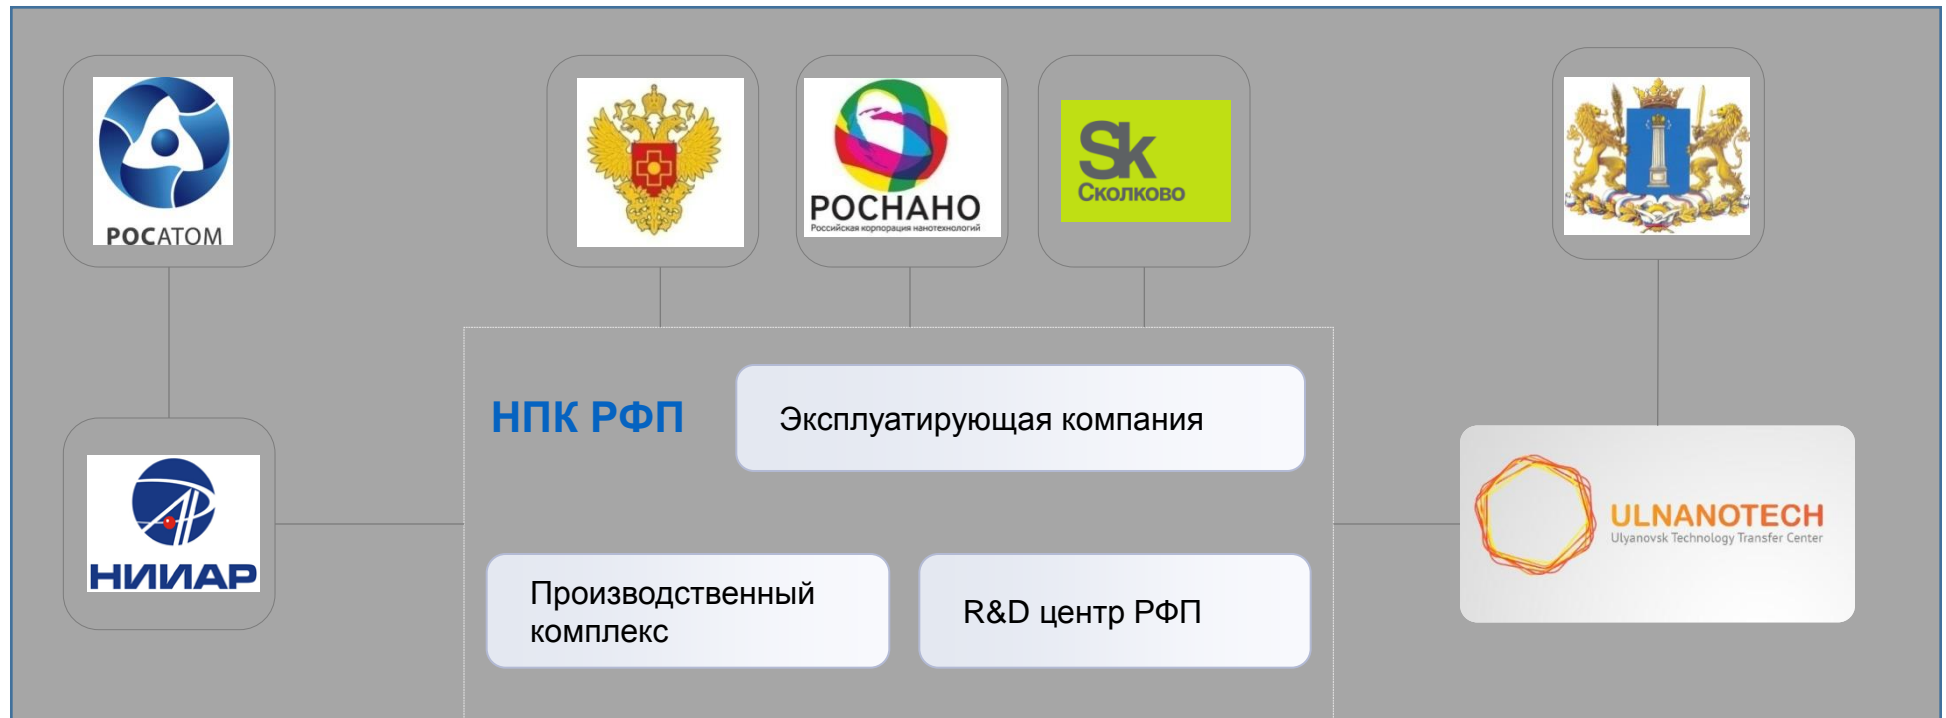 РОСАТОМ
РОСНАНО
Российская корпорация нанотехнологий
Sk
Сколково
НПК РФП
Эксплуатирующая компания
НИИАР
ULNANOTECH
Ulyanovsk Technology Transfer Center
Производственный
комплекс
R&D центр РФП